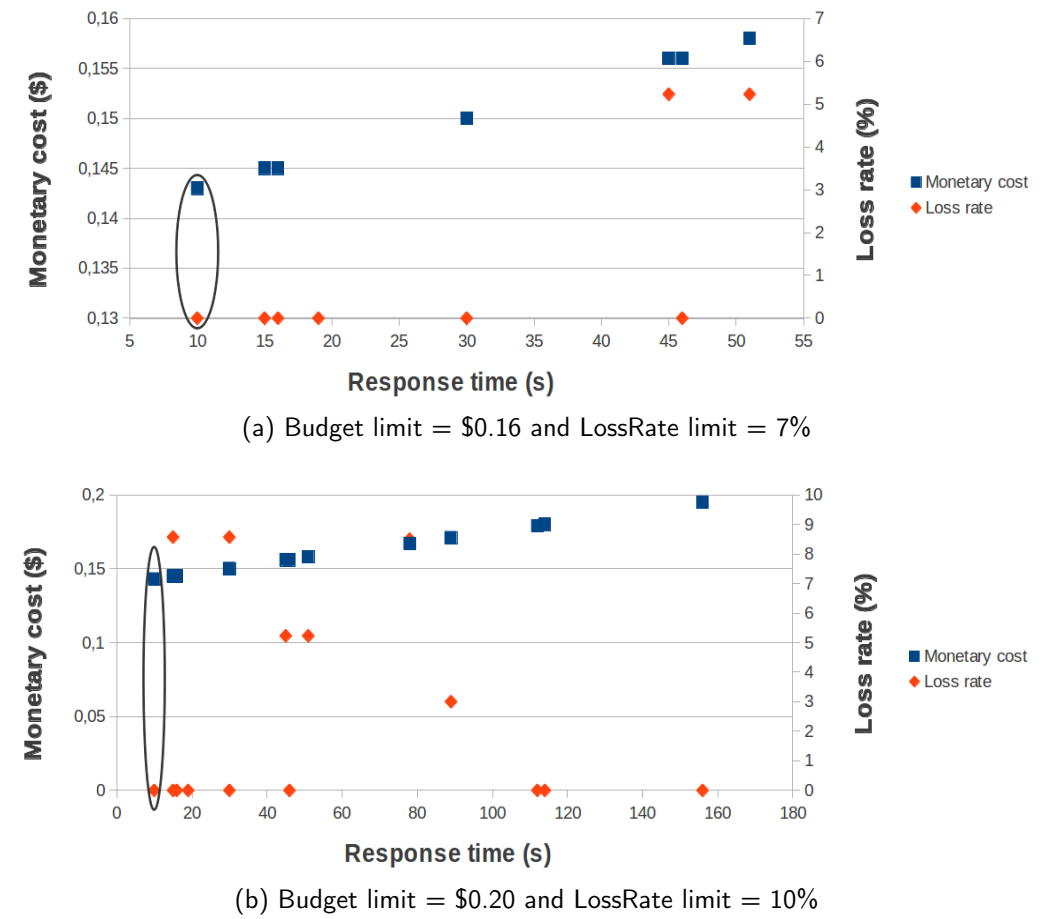 0,16
0,155
0,15
0,145
0,14
0,135
0,13
Monetary cost ($)
7
6
5
4
3
2
1
0
Loss rate (%)
5 10 15 20 25 30 35 40 45 50 55
Response time (s)
Monetary cost
Loss rate
(a) Budget limit = $0.16 and LossRate limit = 7%
0,2
0,15
0,1
0,05
0
Monetary cost ($)
10
9
8
7
6
5
4
3
2
1
0
Loss rate (%)
0 20 40 60 80 100 120 140 160 180
Response time (s)
Monetary cost
Loss rate
(b) Budget limit = $0.20 and LossRate limit = 10%